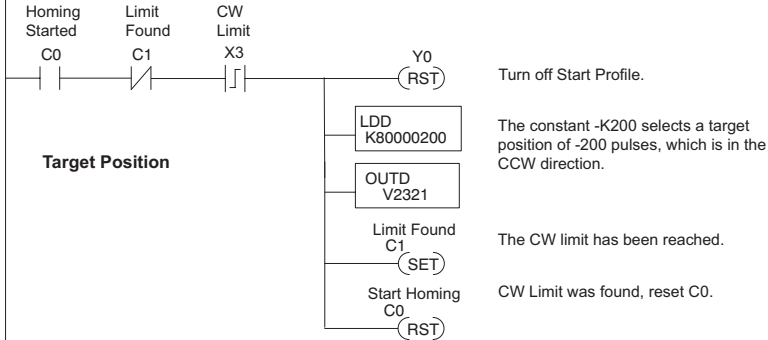 Homing Started
Limit Found
CW Limit
C0
C1
X3
Y0
RST
Turn off Start Profile.
LDD
K80000200
The constant -K200 selects a target
position of -200 pulses, which is in the
CCW direction.
Target Position
OUTD
V2321
Limit Found
C1
SET
The CW limit has been reached.
Start Homing
C0
RST
CW Limit was found, reset C0.